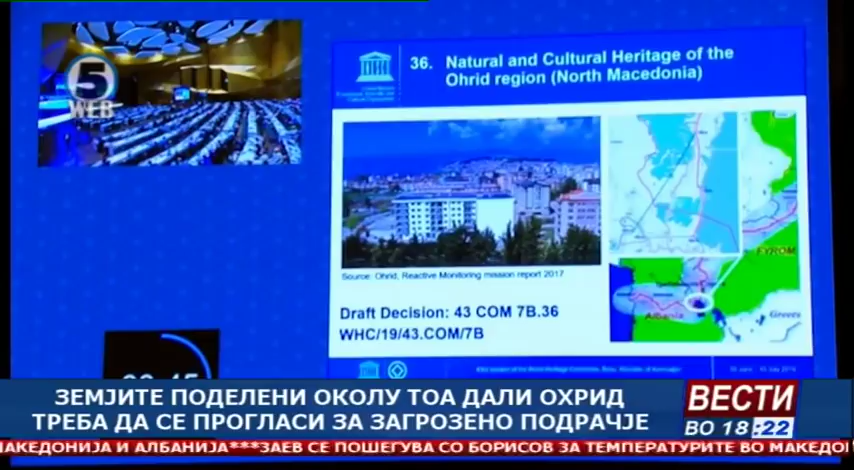 5
WEB
36. Natural and Cultural Heritage of the
Ohrid region (North Macedonia)
Source: Ohrid, Reactive Monitoring mission report 2017
Draft Decision: 43 COM 7B.36
WHC/19/43.COM/7B
FYROM
Albania
Greece
ЗЕМЈИТЕ ПОДЕЛЕНИ ОКОЛУ ТОА ДАЛИ ОХРИД
ТРЕБА ДА СЕ ПРОГЛАСИ ЗА ЗАГРОЗЕНО ПОДРАЧЈЕ
ВЕСТИ
ВО 18:22
АКЕДОНИЈА И АЛБАНИЈА***ЗАЕВ СЕ ПОШЕГУВА СО БОРИСОВ ЗА ТЕМПЕРАТУРИТЕ ВО МАКЕДО